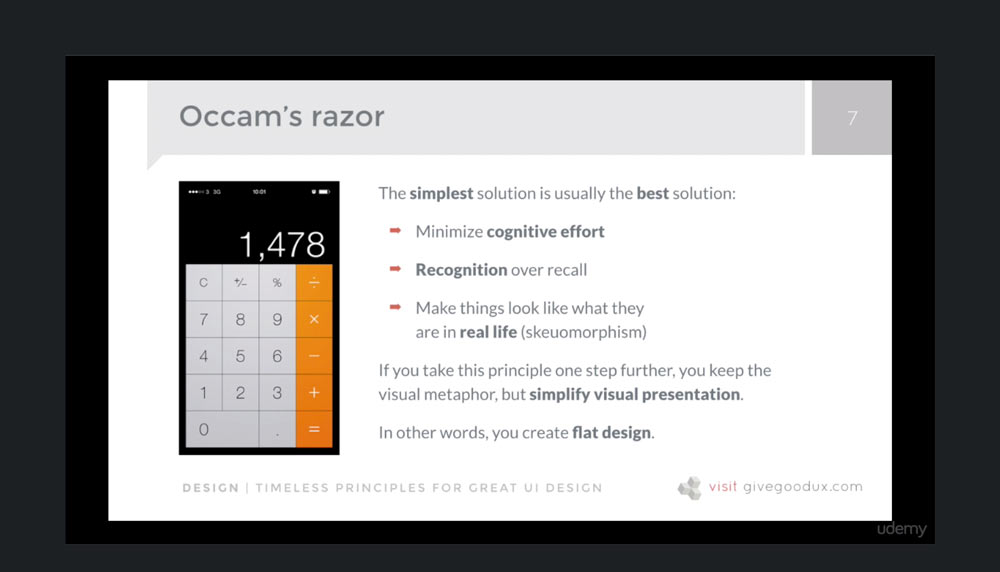 Occam's razor
7
●●●○○ 3 3G 10:01
1,478
C +/− % ÷
7 8 9 ×
4 5 6 −
1 2 3 +
0 . =
The simplest solution is usually the best solution:
➡ Minimize cognitive effort
➡ Recognition over recall
➡ Make things look like what they
are in real life (skeuomorphism)
If you take this principle one step further, you keep the
visual metaphor, but simplify visual presentation.
In other words, you create flat design.
DESIGN | TIMELESS PRINCIPLES FOR GREAT UI DESIGN
visit givegoodux.com
udemy